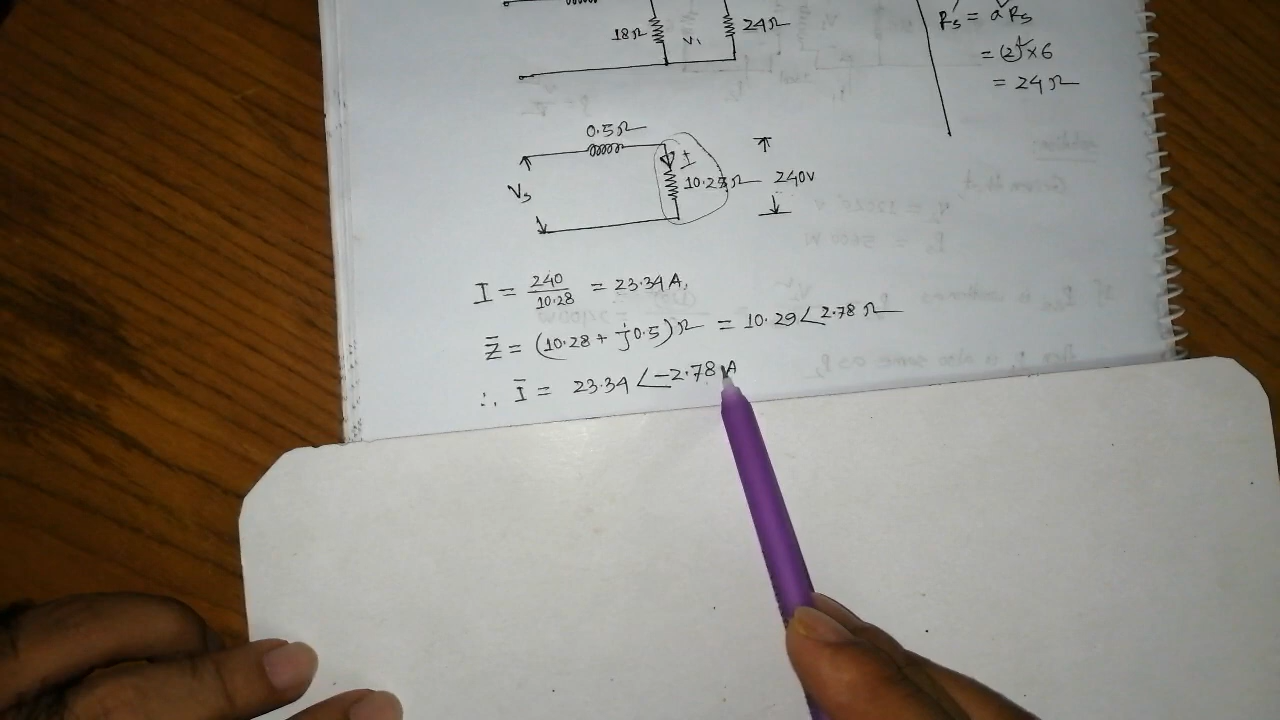 18Ω V₁ 24Ω
Rs' = a²Rs
= (2)² × 6
= 24Ω
0.5Ω
I
Vs 10.28Ω 240V
I = 240/10.28 = 23.34 A,
Z̄ = (10.28 + j0.5)Ω = 10.29∠2.78 Ω
∴ Ī = 23.34 ∠-2.78 A